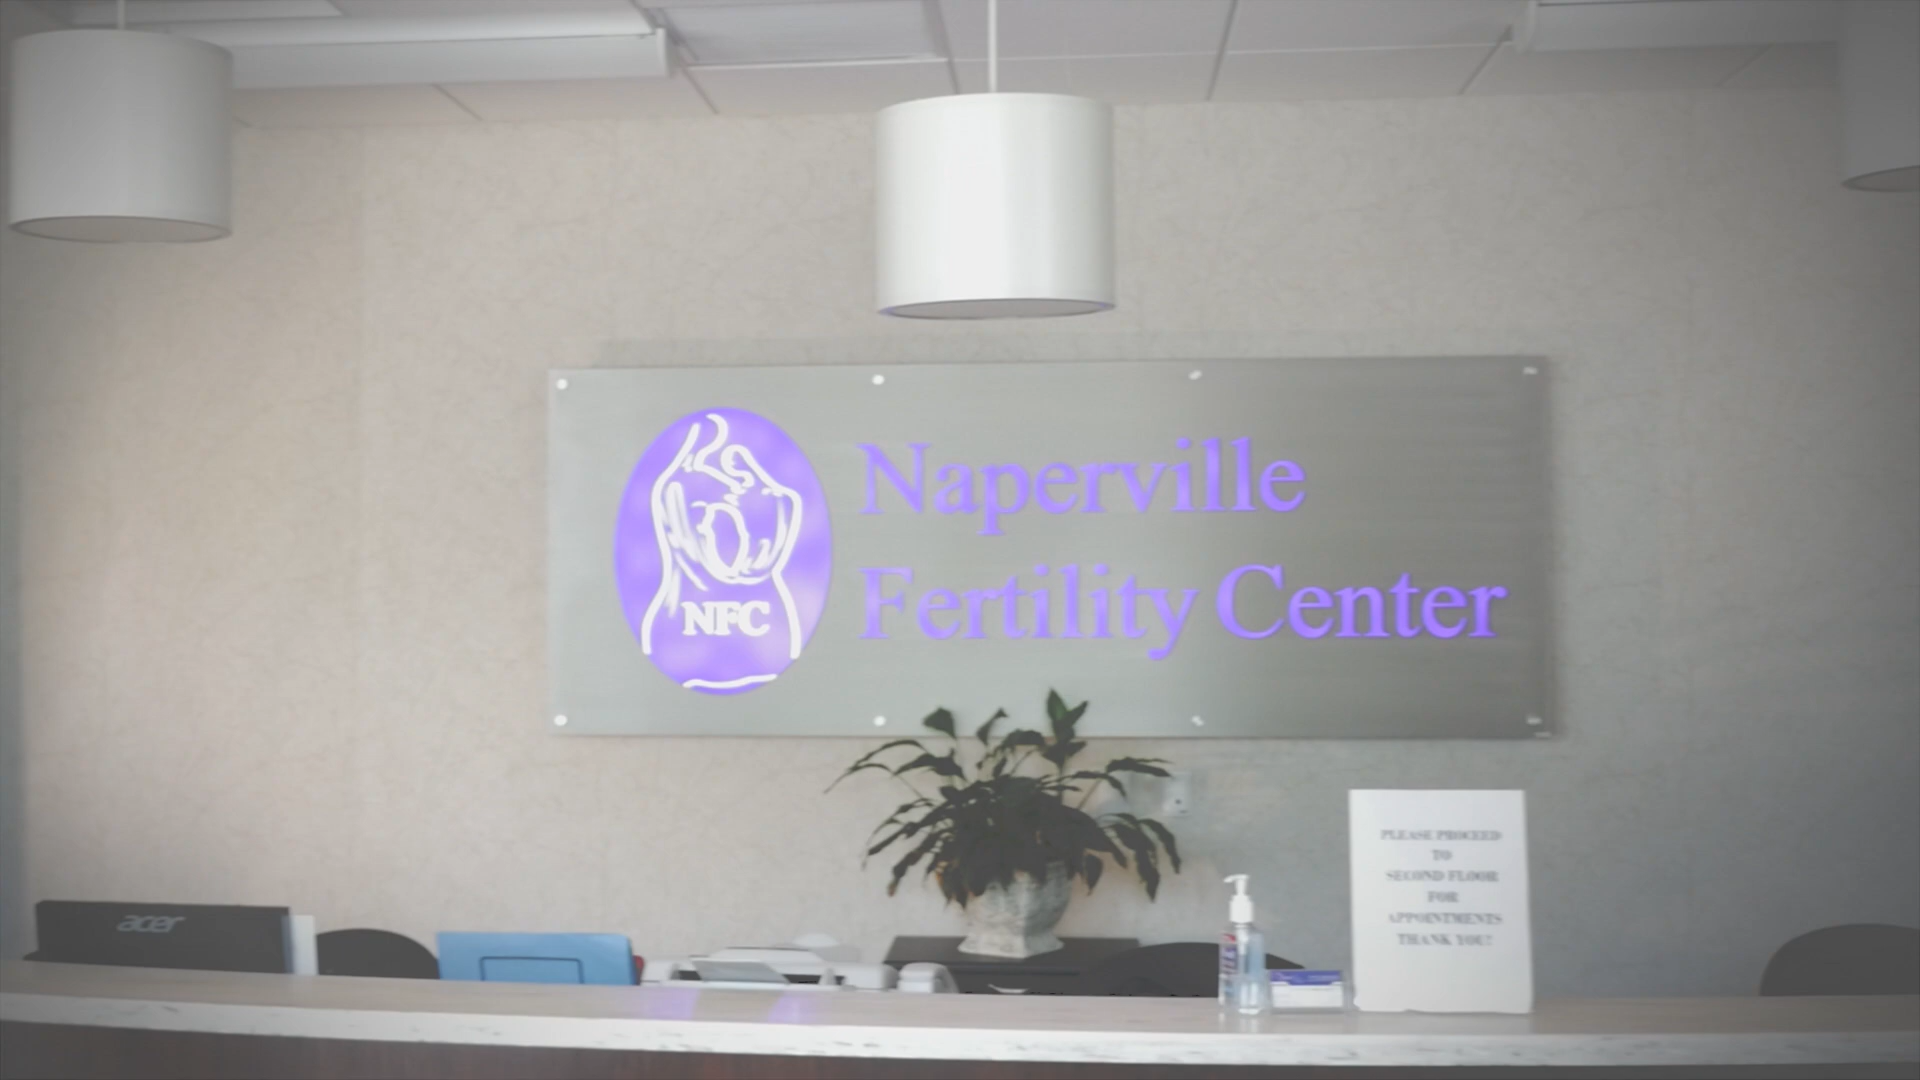 Naperville
Fertility Center
NFC
PLEASE PROCEED
TO
SECOND FLOOR
FOR
APPOINTMENTS
THANK YOU!
acer